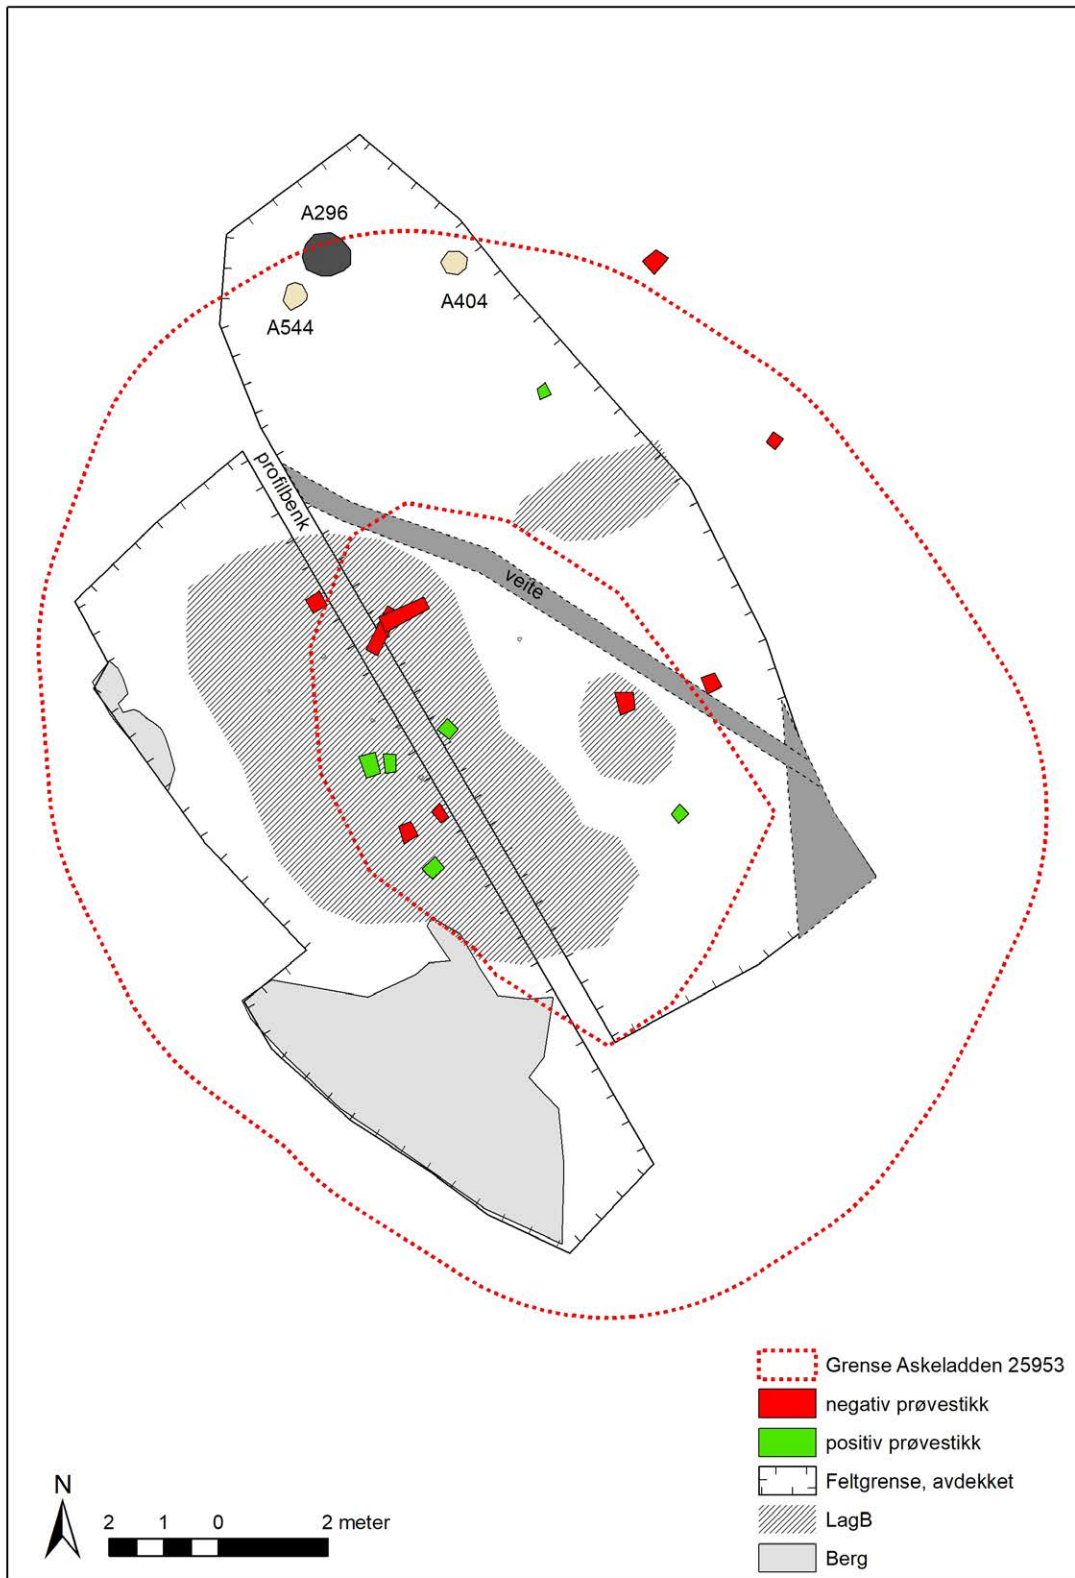 A296
A404
A544
profilbenk
veite
Grense Askeladden 25953
negativ prøvestikk
positiv prøvestikk
Feltgrense, avdekket
LagB
Berg
N
2 1 0 2 meter